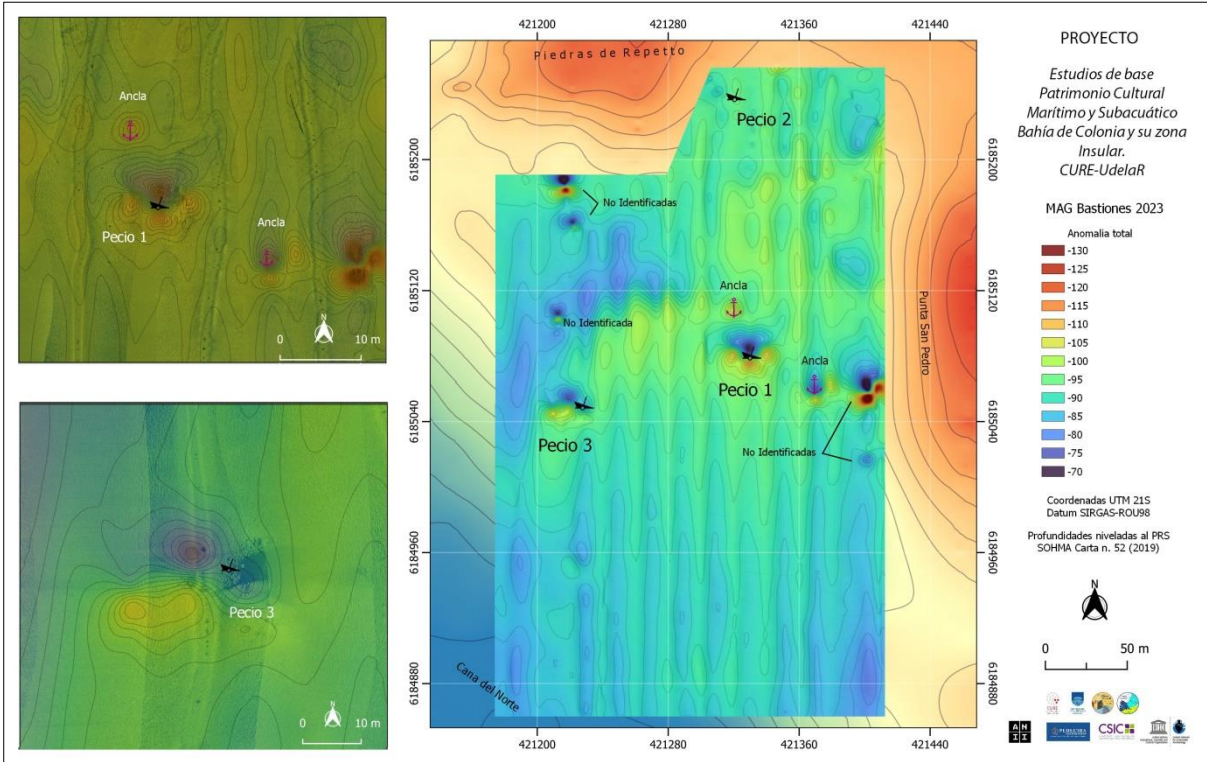 Ancla
Ancla
Pecio 1
0 10 m
N
Pecio 3
0 10 m
N
421200 421280 421360 421440
Piedras de Repetto
Pecio 2
No Identificadas
Ancla
No Identificada
Pecio 1
Ancla
Pecio 3
No Identificadas
Punta San Pedro
Cana del Norte
6185200
6185120
6185040
6184960
6184880
6185200
6185120
6185040
6184960
6184880
421200 421280 421360 421440
PROYECTO
Estudios de base
Patrimonio Cultural
Marítimo y Subacuático
Bahía de Colonia y su zona
Insular.
CURE-UdelaR
MAG Bastiones 2023
Anomalia total
-130
-125
-120
-115
-110
-105
-100
-95
-90
-85
-80
-75
-70
Coordenadas UTM 21S
Datum SIRGAS-ROU98
Profundidades niveladas al PRS
SOHMA Carta n. 52 (2019)
N
0 50 m
CURE
AN
II
CSIC